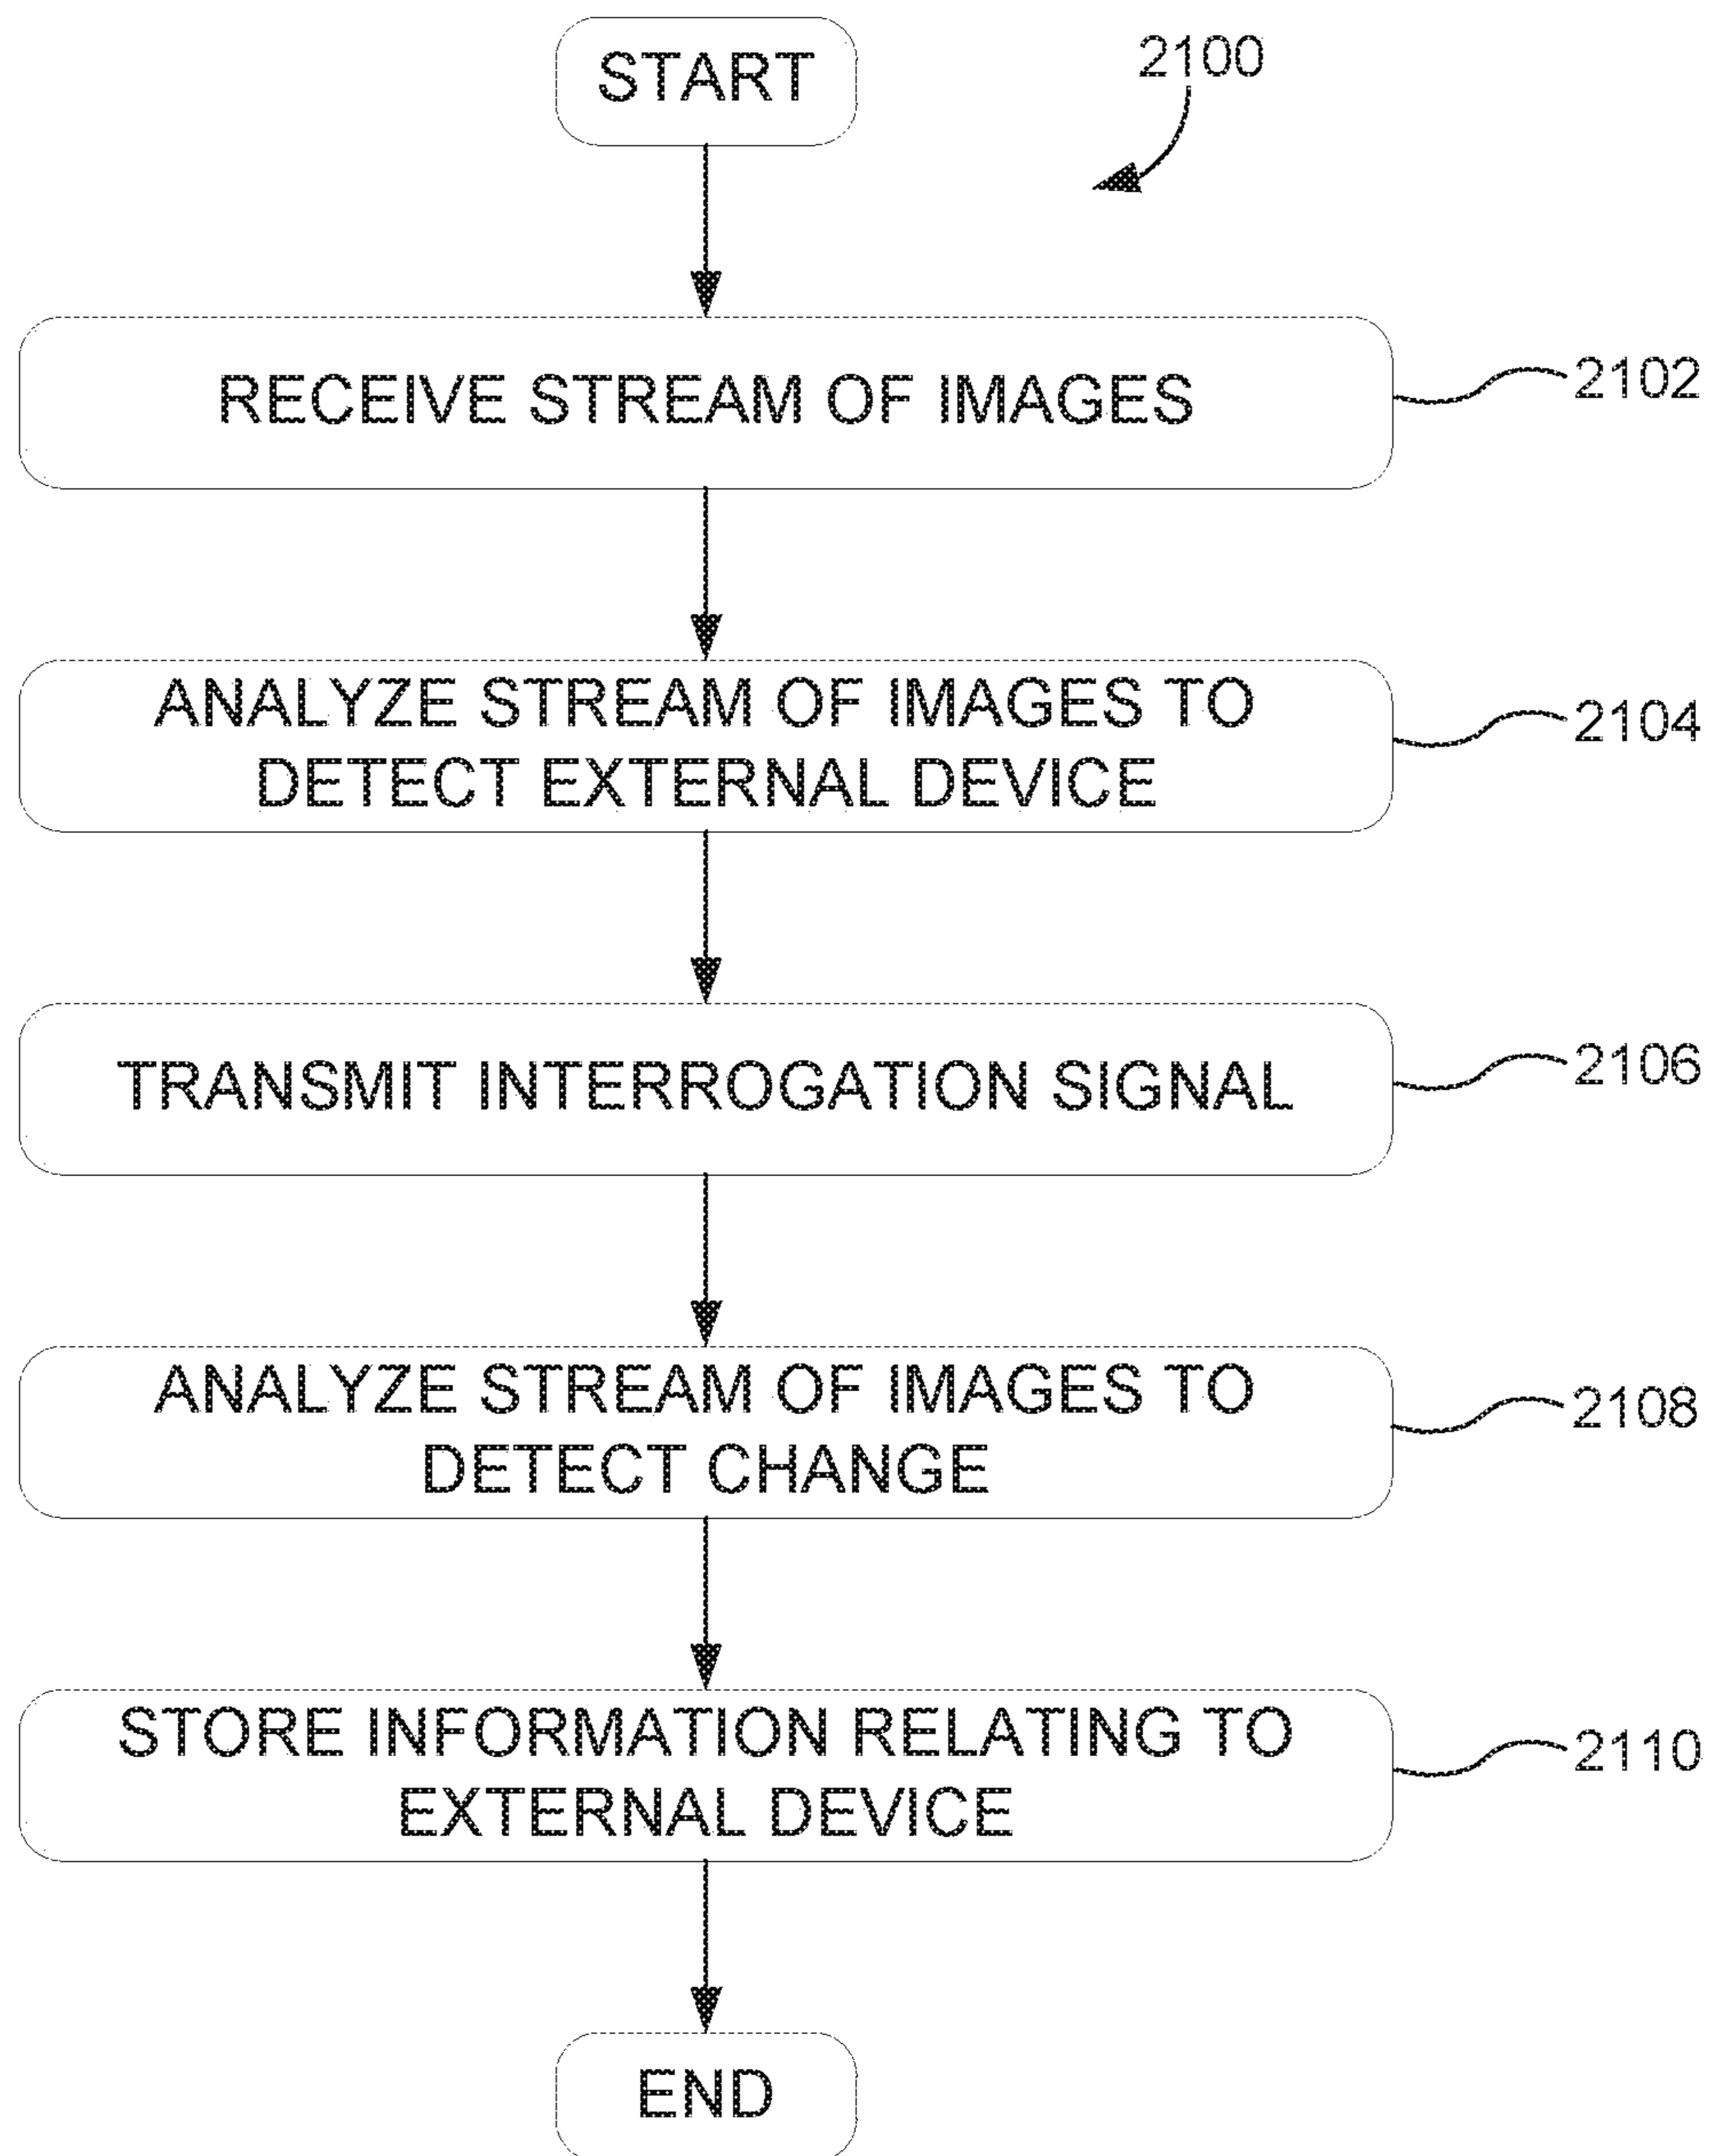 START
2100
RECEIVE STREAM OF IMAGES
2102
ANALYZE STREAM OF IMAGES TO
DETECT EXTERNAL DEVICE
2104
TRANSMIT INTERROGATION SIGNAL
2106
ANALYZE STREAM OF IMAGES TO
DETECT CHANGE
2108
STORE INFORMATION RELATING TO
EXTERNAL DEVICE
2110
END